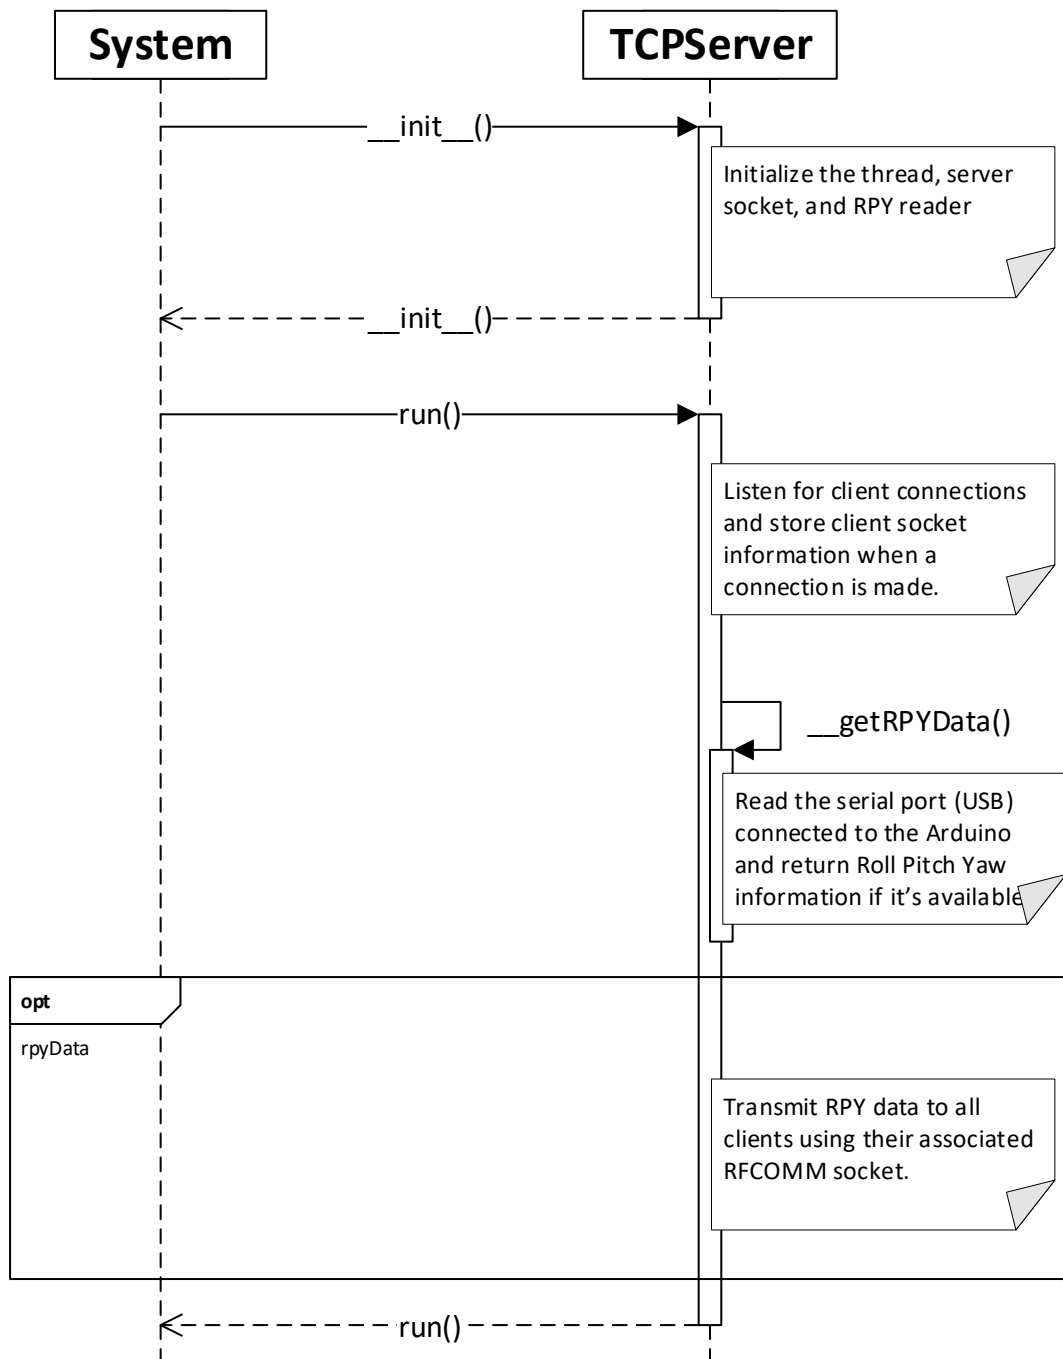 System
TCPServer
__init__()
Initialize the thread, server
socket, and RPY reader
__init__()
run()
Listen for client connections
and store client socket
information when a
connection is made.
__getRPYData()
Read the serial port (USB)
connected to the Arduino
and return Roll Pitch Yaw
information if it’s available
opt
rpyData
Transmit RPY data to all
clients using their associated
RFCOMM socket.
run()